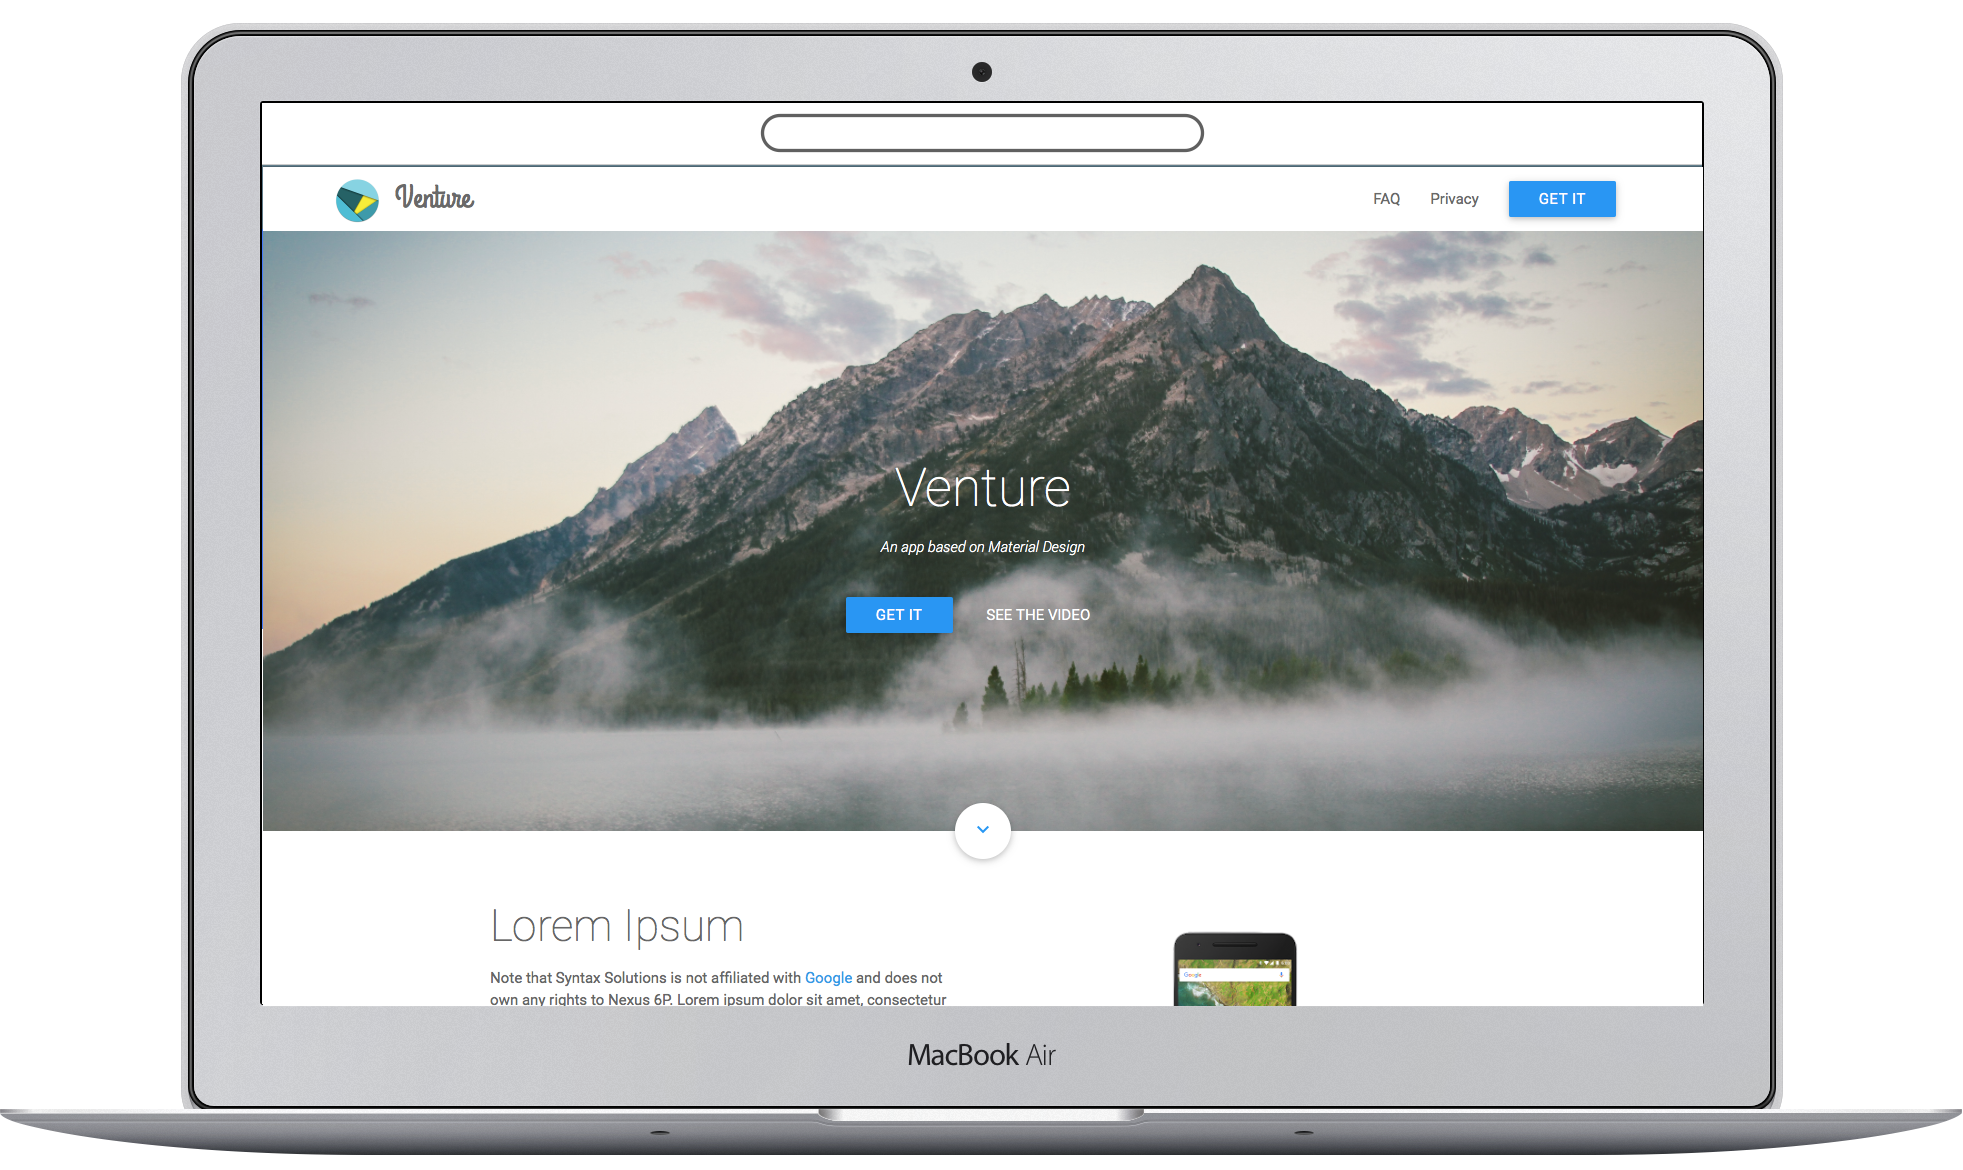 Venture
FAQ
Privacy
GET IT
Venture
An app based on Material Design
GET IT
SEE THE VIDEO
Lorem Ipsum
Note that Syntax Solutions is not affiliated with Google and does not
own any rights to Nexus 6P. Lorem ipsum dolor sit amet, consectetur
Google
MacBook Air